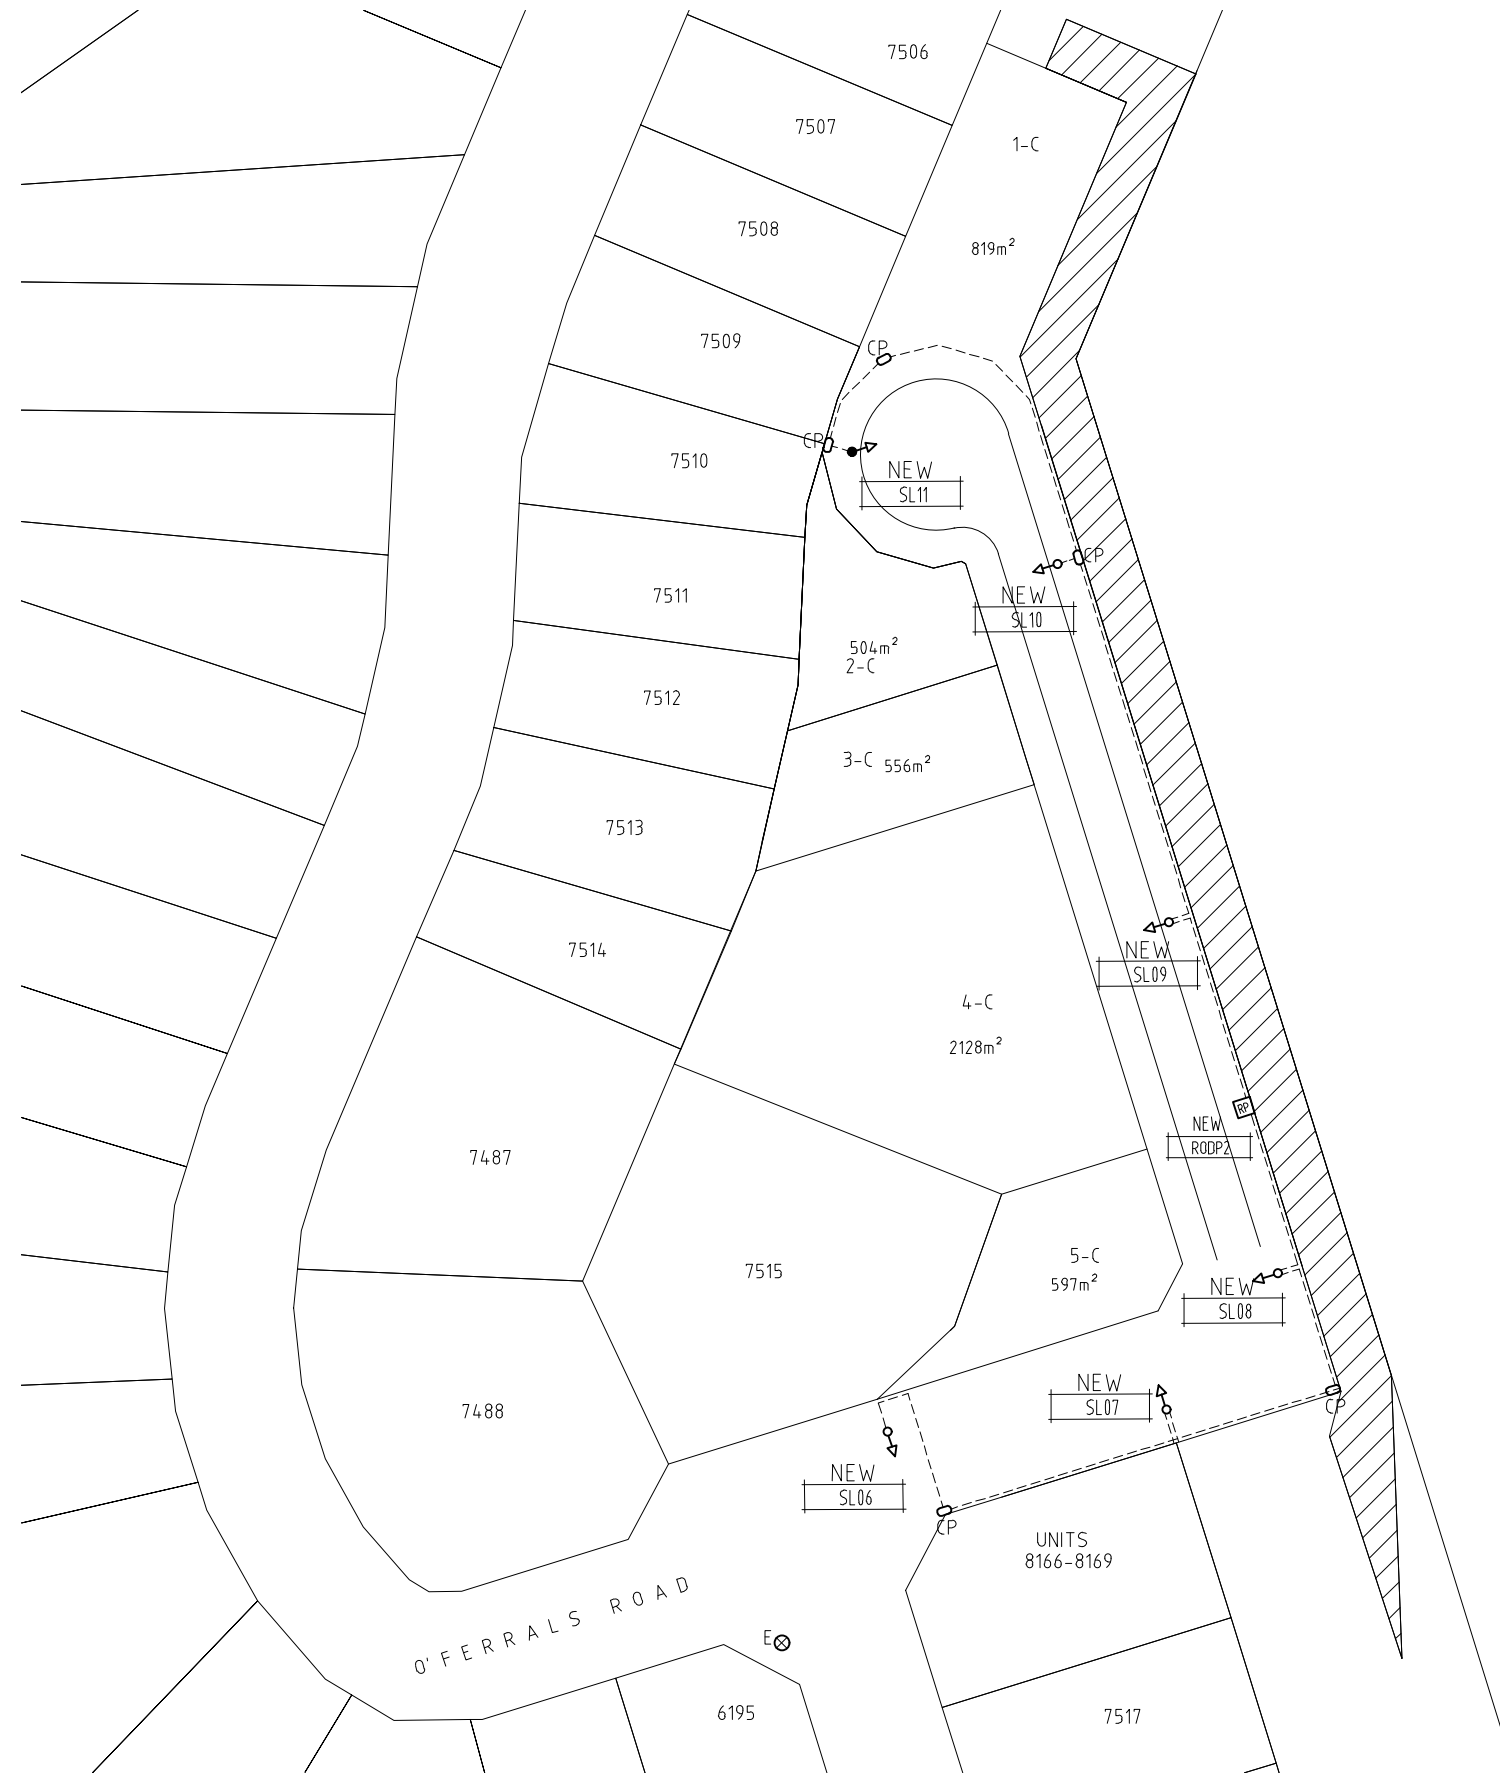 7506
7507
1-C
7508
819m²
7509
CP
CP
7510
NEW
SL11
CP
NEW
SL10
7511
504m²
2-C
7512
3-C 556m²
7513
7514
NEW
SL09
4-C
2128m²
RP
NEW
RODP2
7487
5-C
597m²
7515
NEW
SL08
NEW
SL07
CP
7488
NEW
SL06
CP
UNITS
8166-8169
O'FERRALS ROAD
E
6195
7517